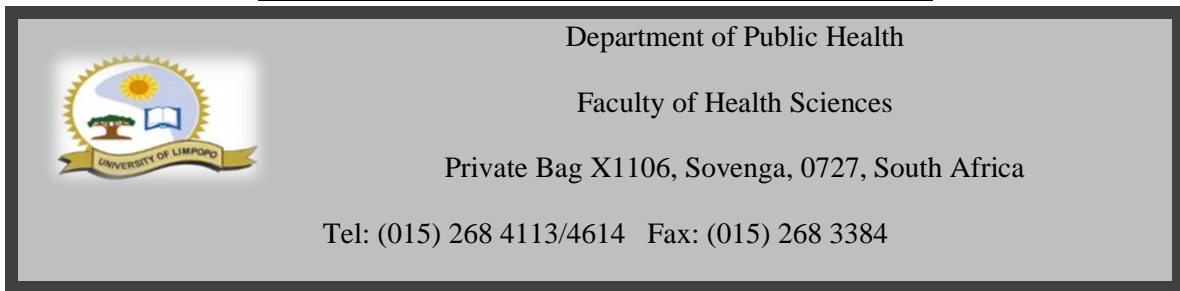 Department of Public Health
Faculty of Health Sciences
UNIVERSITY OF LIMPOPO
Private Bag X1106, Sovenga, 0727, South Africa
Tel: (015) 268 4113/4614 Fax: (015) 268 3384